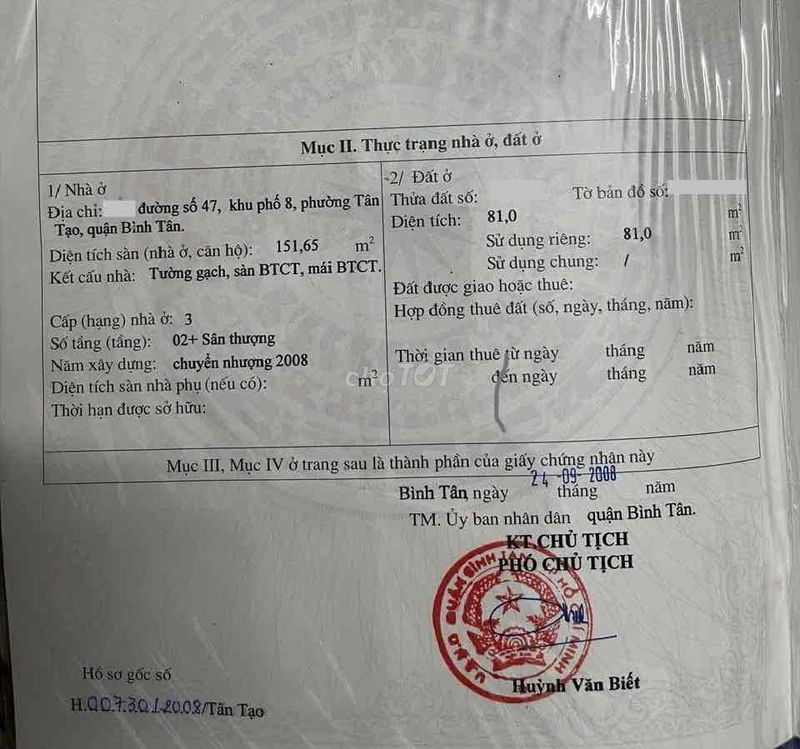 Mục II. Thực trạng nhà ở, đất ở
1/ Nhà ở
Địa chỉ: đường số 47, khu phố 8, phường Tân
Tạo, quận Bình Tân.
Diện tích sàn (nhà ở, căn hộ): 151,65 m²
Kết cấu nhà: Tường gạch, sàn BTCT, mái BTCT.
Cấp (hạng) nhà ở: 3
Số tầng (tầng): 02+ Sân thượng
Năm xây dựng: chuyển nhượng 2008
Diện tích sàn nhà phụ (nếu có): m²
Thời hạn được sở hữu:
2/ Đất ở
Thửa đất số: Tờ bản đồ số:
Diện tích: 81,0 m²
Sử dụng riêng: 81,0 m²
Sử dụng chung: / m²
Đất được giao hoặc thuê:
Hợp đồng thuê đất (số, ngày, tháng, năm):
Thời gian thuê từ ngày tháng năm
đến ngày tháng năm
choTỐT
Mục III, Mục IV ở trang sau là thành phần của giấy chứng nhận này
24-09-2008
Bình Tân, ngày tháng năm
TM. Ủy ban nhân dân quận Bình Tân.
KT.CHỦ TỊCH
PHÓ CHỦ TỊCH
Huỳnh Văn Biết
Hồ sơ gốc số
H.00730/2008/Tân Tạo